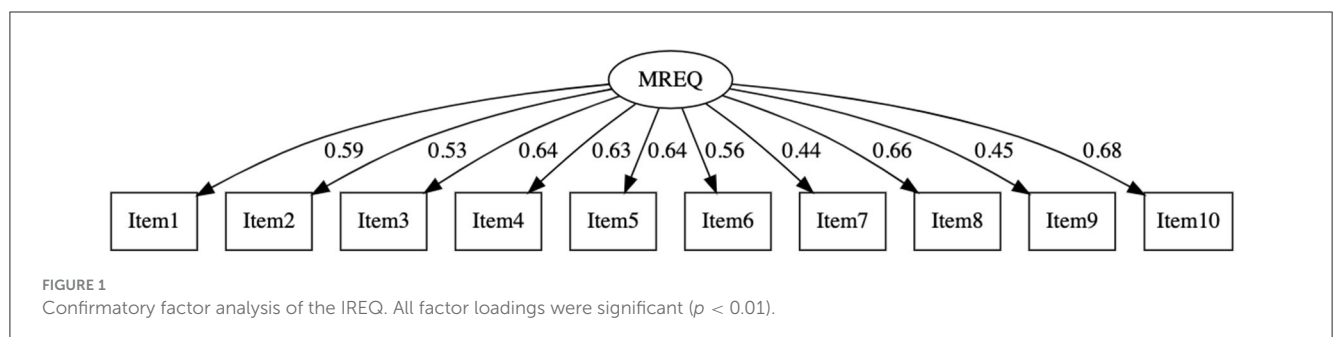 MREQ
0.59 0.53 0.64 0.63 0.64 0.56 0.44 0.66 0.45 0.68
Item1 Item2 Item3 Item4 Item5 Item6 Item7 Item8 Item9 Item10
FIGURE 1
Confirmatory factor analysis of the IREQ. All factor loadings were significant (p < 0.01).